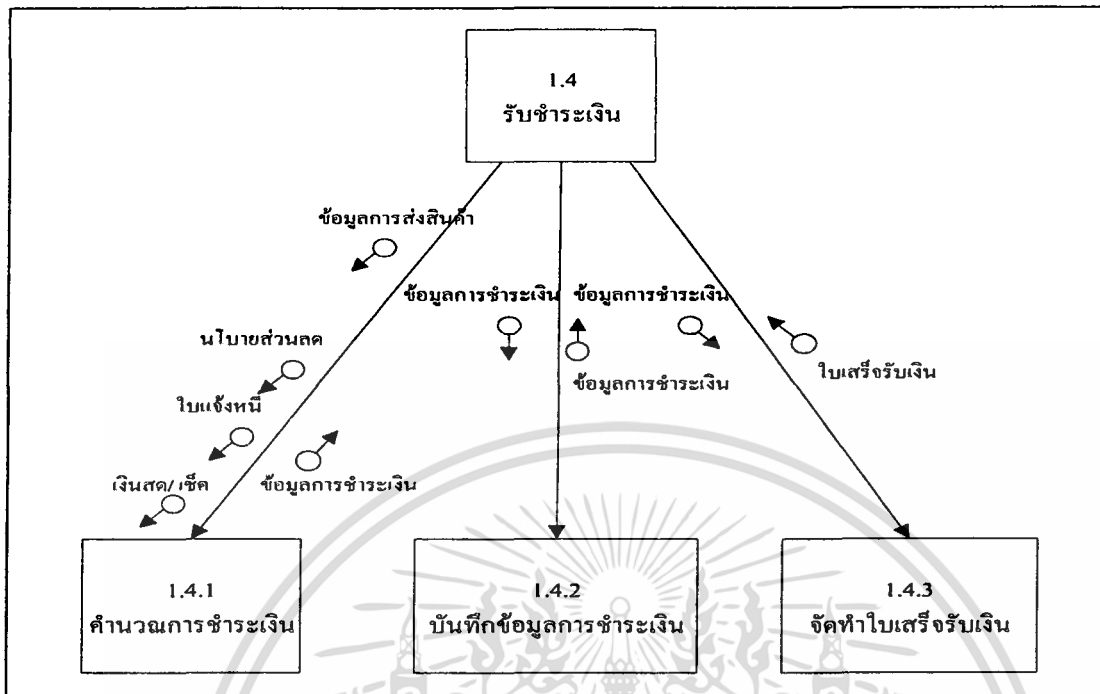 1.4
รับชำระเงิน
ข้อมูลการส่งสินค้า
ข้อมูลการชำระเงิน
ข้อมูลการชำระเงิน
นโบายส่วนลด
ข้อมูลการชำระเงิน
ใบเสร็จรับเงิน
ใบแจ้งหนี้
เงินสด/เช็ค
ข้อมูลการชำระเงิน
1.4.1
คำนวณการชำระเงิน
1.4.2
บันทึกข้อมูลการชำระเงิน
1.4.3
จัดทำใบเสร็จรับเงิน